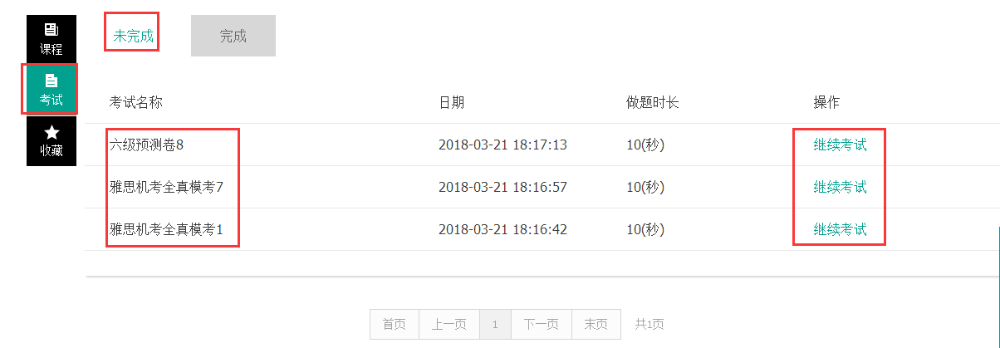 课程
考试
收藏
未完成 完成
考试名称 日期 做题时长 操作
六级预测卷8 2018-03-21 18:17:13 10(秒) 继续考试
雅思机考全真模考7 2018-03-21 18:16:57 10(秒) 继续考试
雅思机考全真模考1 2018-03-21 18:16:42 10(秒) 继续考试
首页 上一页 1 下一页 末页 共1页